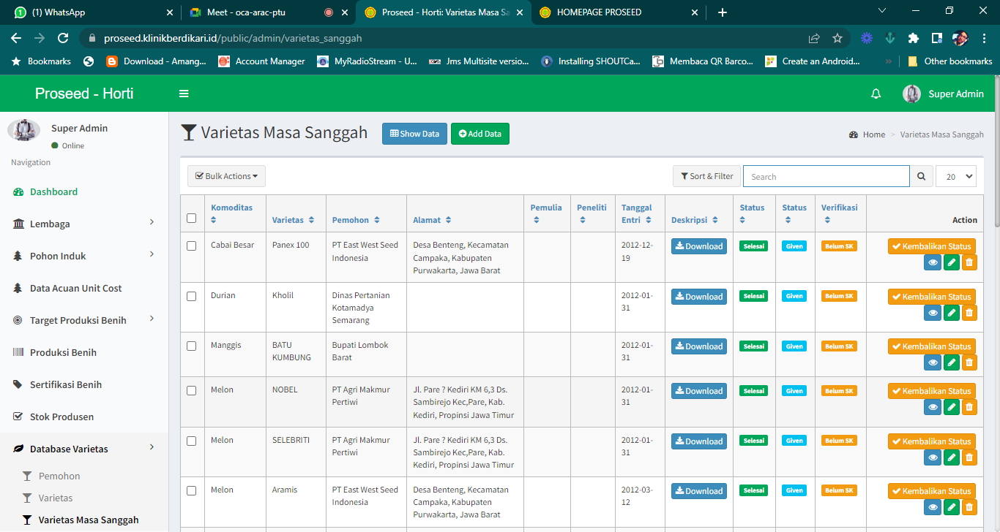 (1) WhatsApp
Meet - oca-arac-ptu
Proseed - Horti: Varietas Masa Sa
HOMEPAGE PROSEED
proseed.klinikberdikari.id/public/admin/varietas_sanggah
Bookmarks
Download - Amang...
Account Manager
MyRadioStream - U...
Jms Multisite versio...
Installing SHOUTCa...
Membaca QR Barco...
Create an Android...
Other bookmarks
Proseed - Horti
Super Admin
Super Admin
Online
Navigation
Dashboard
Lembaga
Pohon Induk
Data Acuan Unit Cost
Target Produksi Benih
Produksi Benih
Sertifikasi Benih
Stok Produsen
Database Varietas
Pemohon
Varietas
Varietas Masa Sanggah
Varietas Masa Sanggah
Show Data
Add Data
Home > Varietas Masa Sanggah
Bulk Actions
Sort & Filter
Search
20
Komoditas
Varietas
Pemohon
Alamat
Pemulia
Peneliti
Tanggal
Entri
Deskripsi
Status
Status
Verifikasi
Action
Cabai Besar
Panex 100
PT East West Seed
Indonesia
Desa Benteng, Kecamatan
Campaka, Kabupaten
Purwakarta, Jawa Barat
2012-12-
19
Download
Selesai
Given
Belum SK
Kembalikan Status
Durian
Kholil
Dinas Pertanian
Kotamadya
Semarang
2012-01-
31
Download
Selesai
Given
Belum SK
Kembalikan Status
Manggis
BATU
KUMBUNG
Bupati Lombok
Barat
2012-01-
31
Download
Selesai
Given
Belum SK
Kembalikan Status
Melon
NOBEL
PT Agri Makmur
Pertiwi
Jl. Pare ? Kediri KM 6,3 Ds.
Sambirejo Kec,Pare, Kab.
Kediri, Propinsi Jawa Timur
2012-01-
31
Download
Selesai
Given
Belum SK
Kembalikan Status
Melon
SELEBRITI
PT Agri Makmur
Pertiwi
Jl. Pare ? Kediri KM 6,3 Ds.
Sambirejo Kec,Pare, Kab.
Kediri, Propinsi Jawa Timur
2012-01-
31
Download
Selesai
Given
Belum SK
Kembalikan Status
Melon
Aramis
PT East West Seed
Indonesia
Desa Benteng, Kecamatan
Campaka, Kabupaten
Purwakarta, Jawa Barat
2012-03-
12
Download
Selesai
Given
Belum SK
Kembalikan Status